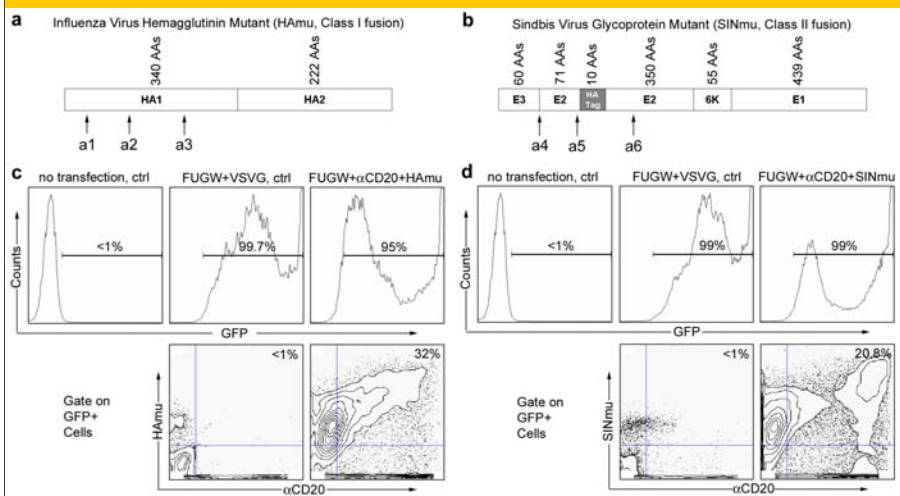 a Influenza Virus Hemagglutinin Mutant (HAmu, Class I fusion)
340 AAs
222 AAs
HA1 HA2
a1 a2 a3
b Sindbis Virus Glycoprotein Mutant (SINmu, Class II fusion)
60 AAs
71 AAs
10 AAs
350 AAs
55 AAs
439 AAs
E3 E2 HA Tag E2 6K E1
a4 a5 a6
c no transfection, ctrl FUGW+VSVG, ctrl FUGW+αCD20+HAmu
Counts
<1% 99.7% 95%
GFP
Gate on
GFP+
Cells
HAmu
<1% 32%
αCD20
d no transfection, ctrl FUGW+VSVG, ctrl FUGW+αCD20+SINmu
Counts
<1% 99% 99%
GFP
Gate on
GFP+
Cells
SINmu
<1% 20.8%
αCD20